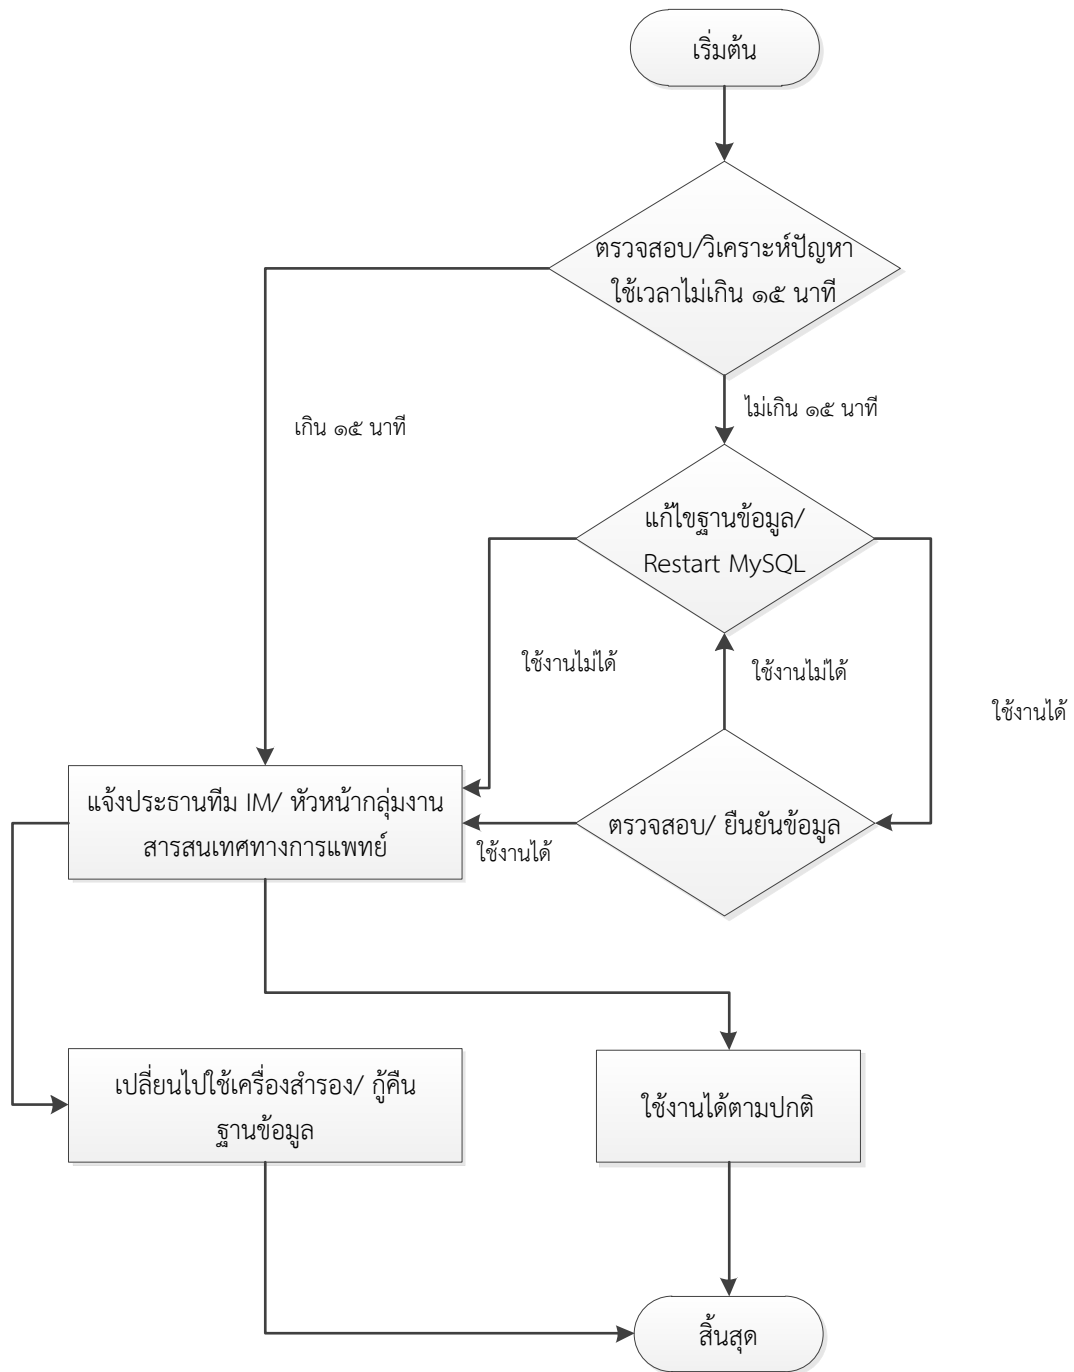 เริ่มต้น
ตรวจสอบ/วิเคราะห์ปัญหา
ใช้เวลาไม่เกิน ๑๕ นาที
ไม่เกิน ๑๕ นาที
เกิน ๑๕ นาที
แก้ไขฐานข้อมูล/
Restart MySQL
ใช้งานไม่ได้
ใช้งานไม่ได้
ใช้งานได้
แจ้งประธานทีม IM/ หัวหน้ากลุ่มงาน
สารสนเทศทางการแพทย์
ตรวจสอบ/ ยืนยันข้อมูล
ใช้งานได้
เปลี่ยนไปใช้เครื่องสำรอง/ กู้คืน
ฐานข้อมูล
ใช้งานได้ตามปกติ
สิ้นสุด